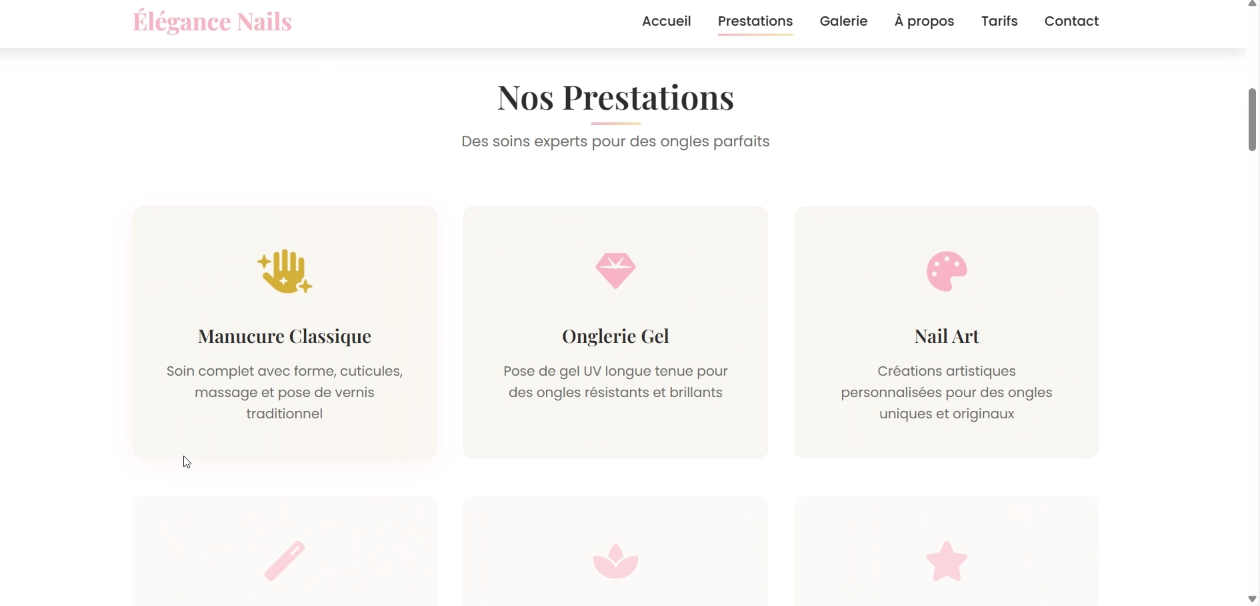 Élégance Nails
Accueil Prestations Galerie À propos Tarifs Contact
Nos Prestations
Des soins experts pour des ongles parfaits
Manucure Classique
Soin complet avec forme, cuticules,
massage et pose de vernis
traditionnel
Onglerie Gel
Pose de gel UV longue tenue pour
des ongles résistants et brillants
Nail Art
Créations artistiques
personnalisées pour des ongles
uniques et originaux